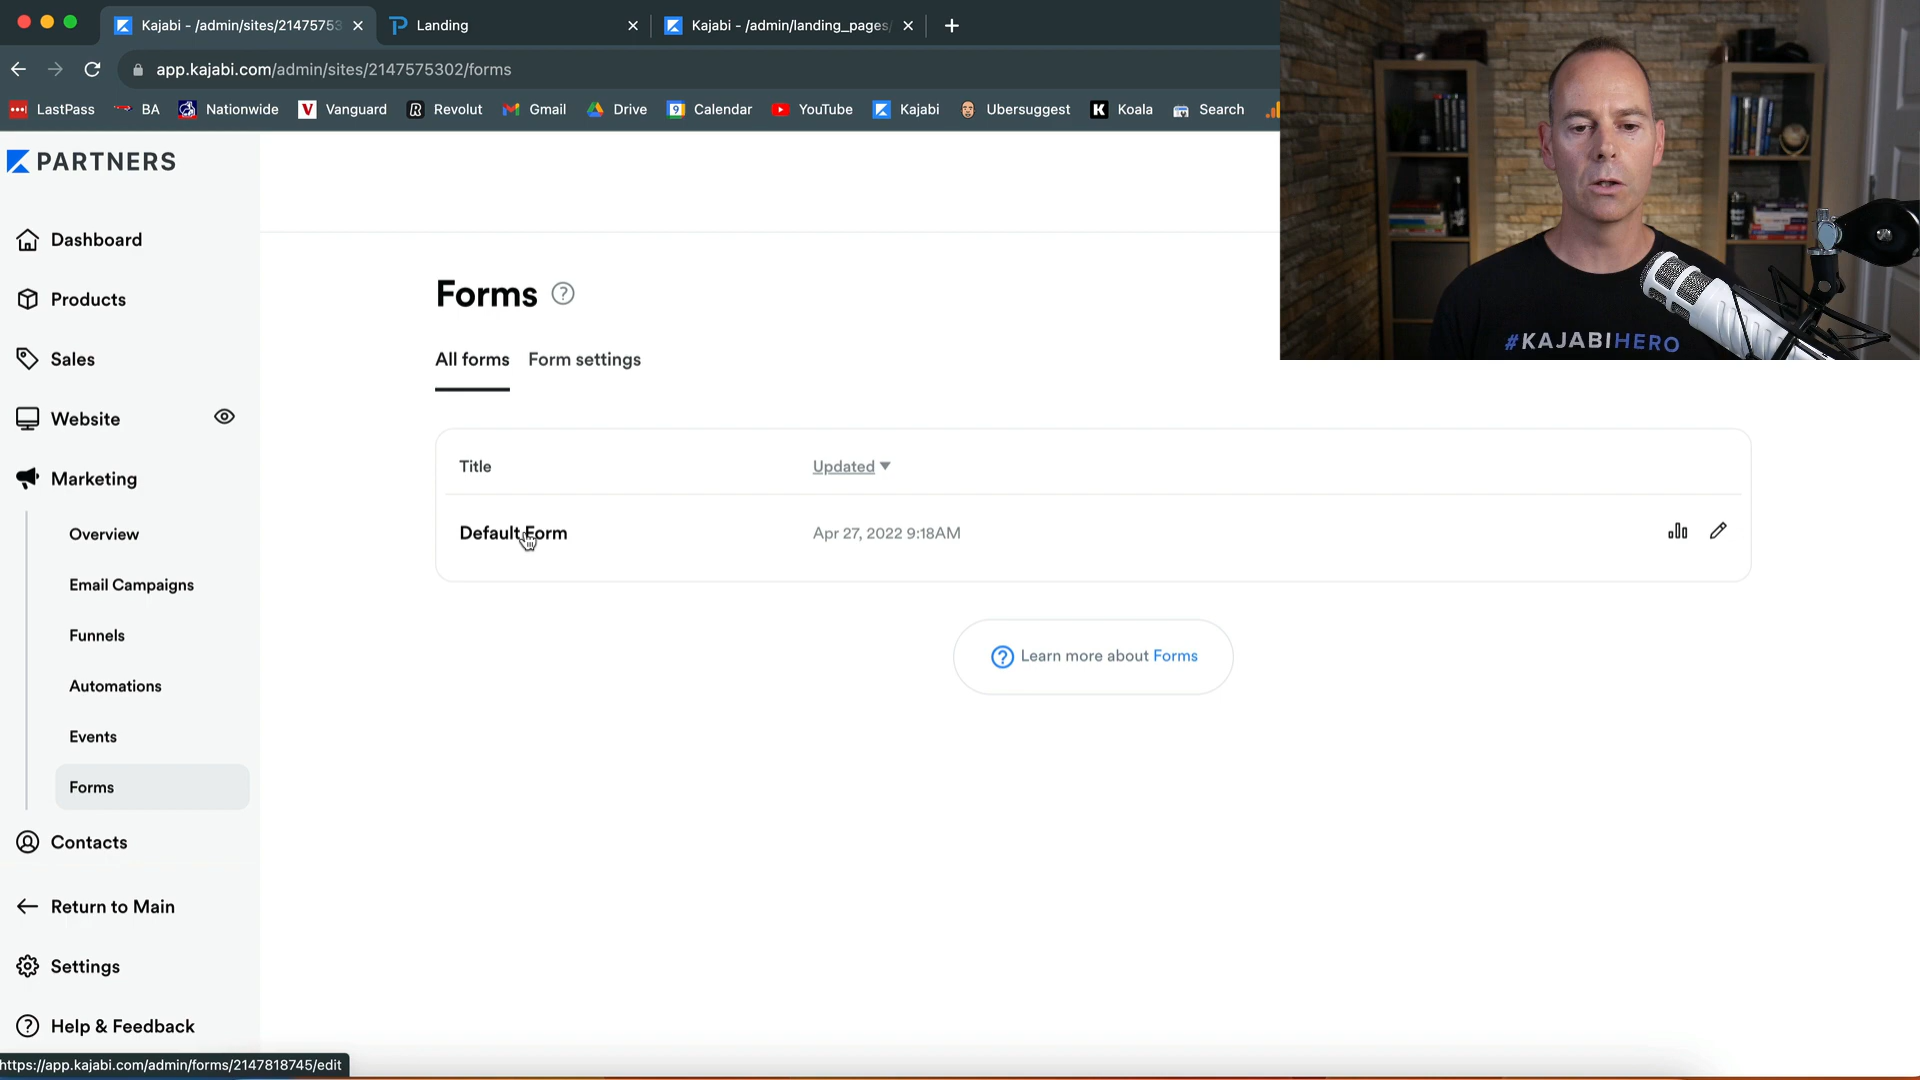 Kajabi - /admin/sites/21475753
Landing
Kajabi - /admin/landing_pages/
app.kajabi.com/admin/sites/2147575302/forms
LastPass
BA
Nationwide
Vanguard
Revolut
Gmail
Drive
Calendar
YouTube
Kajabi
Ubersuggest
Koala
Search
PARTNERS
Dashboard
Products
Sales
Website
Marketing
Overview
Email Campaigns
Funnels
Automations
Events
Forms
Contacts
Return to Main
Settings
Help & Feedback
Forms
All forms
Form settings
Title
Updated
Default Form
Apr 27, 2022 9:18AM
Learn more about Forms
#KAJABIHERO
https://app.kajabi.com/admin/forms/2147818745/edit